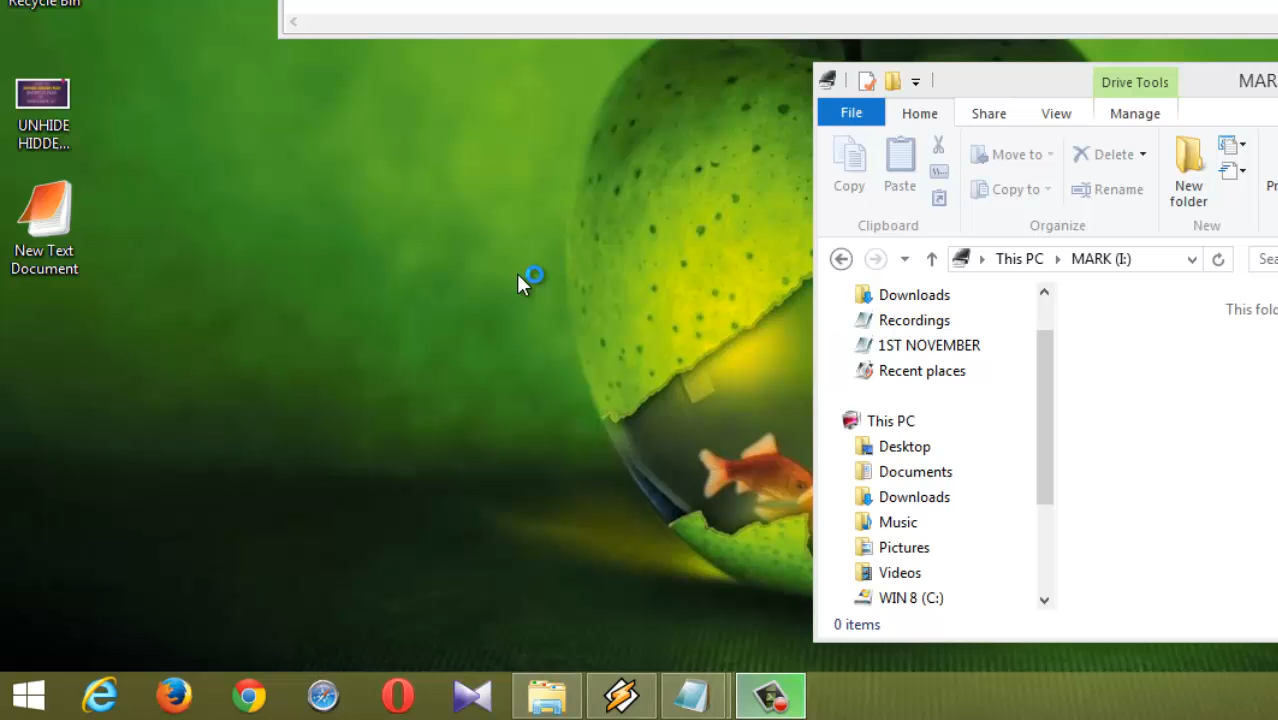 Recycle Bin
UNHIDE
HIDDE...
New Text
Document
Drive Tools
MAR
File
Home
Share
View
Manage
Copy
Paste
Move to
Copy to
Delete
Rename
New
folder
Clipboard
Organize
New
This PC
MARK (I:)
Sea
Downloads
Recordings
1ST NOVEMBER
Recent places
This fold
This PC
Desktop
Documents
Downloads
Music
Pictures
Videos
WIN 8 (C:)
0 items